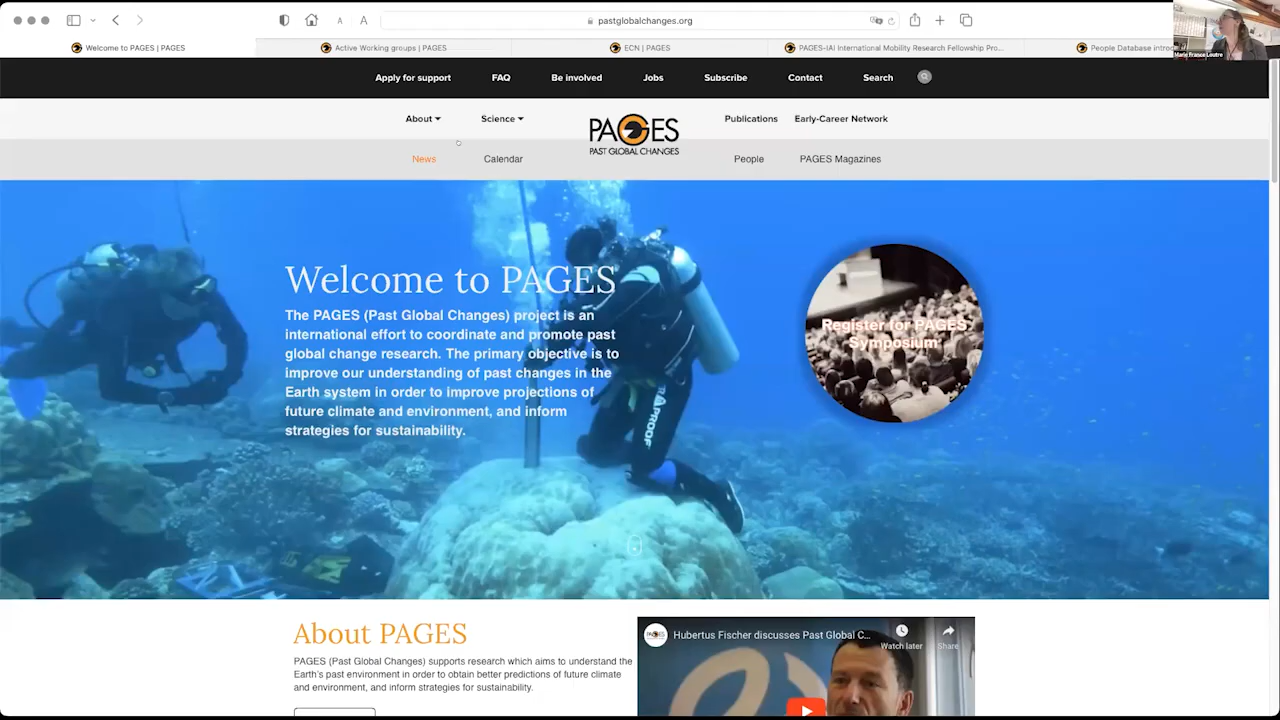 pastglobalchanges.org
Welcome to PAGES | PAGES
Active Working groups | PAGES
ECN | PAGES
PAGES-IAI International Mobility Research Fellowship Pro...
People Database intro
Marie-France Loutre
Apply for support
FAQ
Be involved
Jobs
Subscribe
Contact
Search
About
Science
PAGES
PAST GLOBAL CHANGES
Publications
Early-Career Network
News
Calendar
People
PAGES Magazines
Welcome to PAGES
The PAGES (Past Global Changes) project is an
international effort to coordinate and promote past
global change research. The primary objective is to
improve our understanding of past changes in the
Earth system in order to improve projections of
future climate and environment, and inform
strategies for sustainability.
Register for PAGES
Symposium
About PAGES
PAGES (Past Global Changes) supports research which aims to understand the
Earth's past environment in order to obtain better predictions of future climate
and environment, and inform strategies for sustainability.
Hubertus Fischer discusses Past Global C...
Watch later
Share